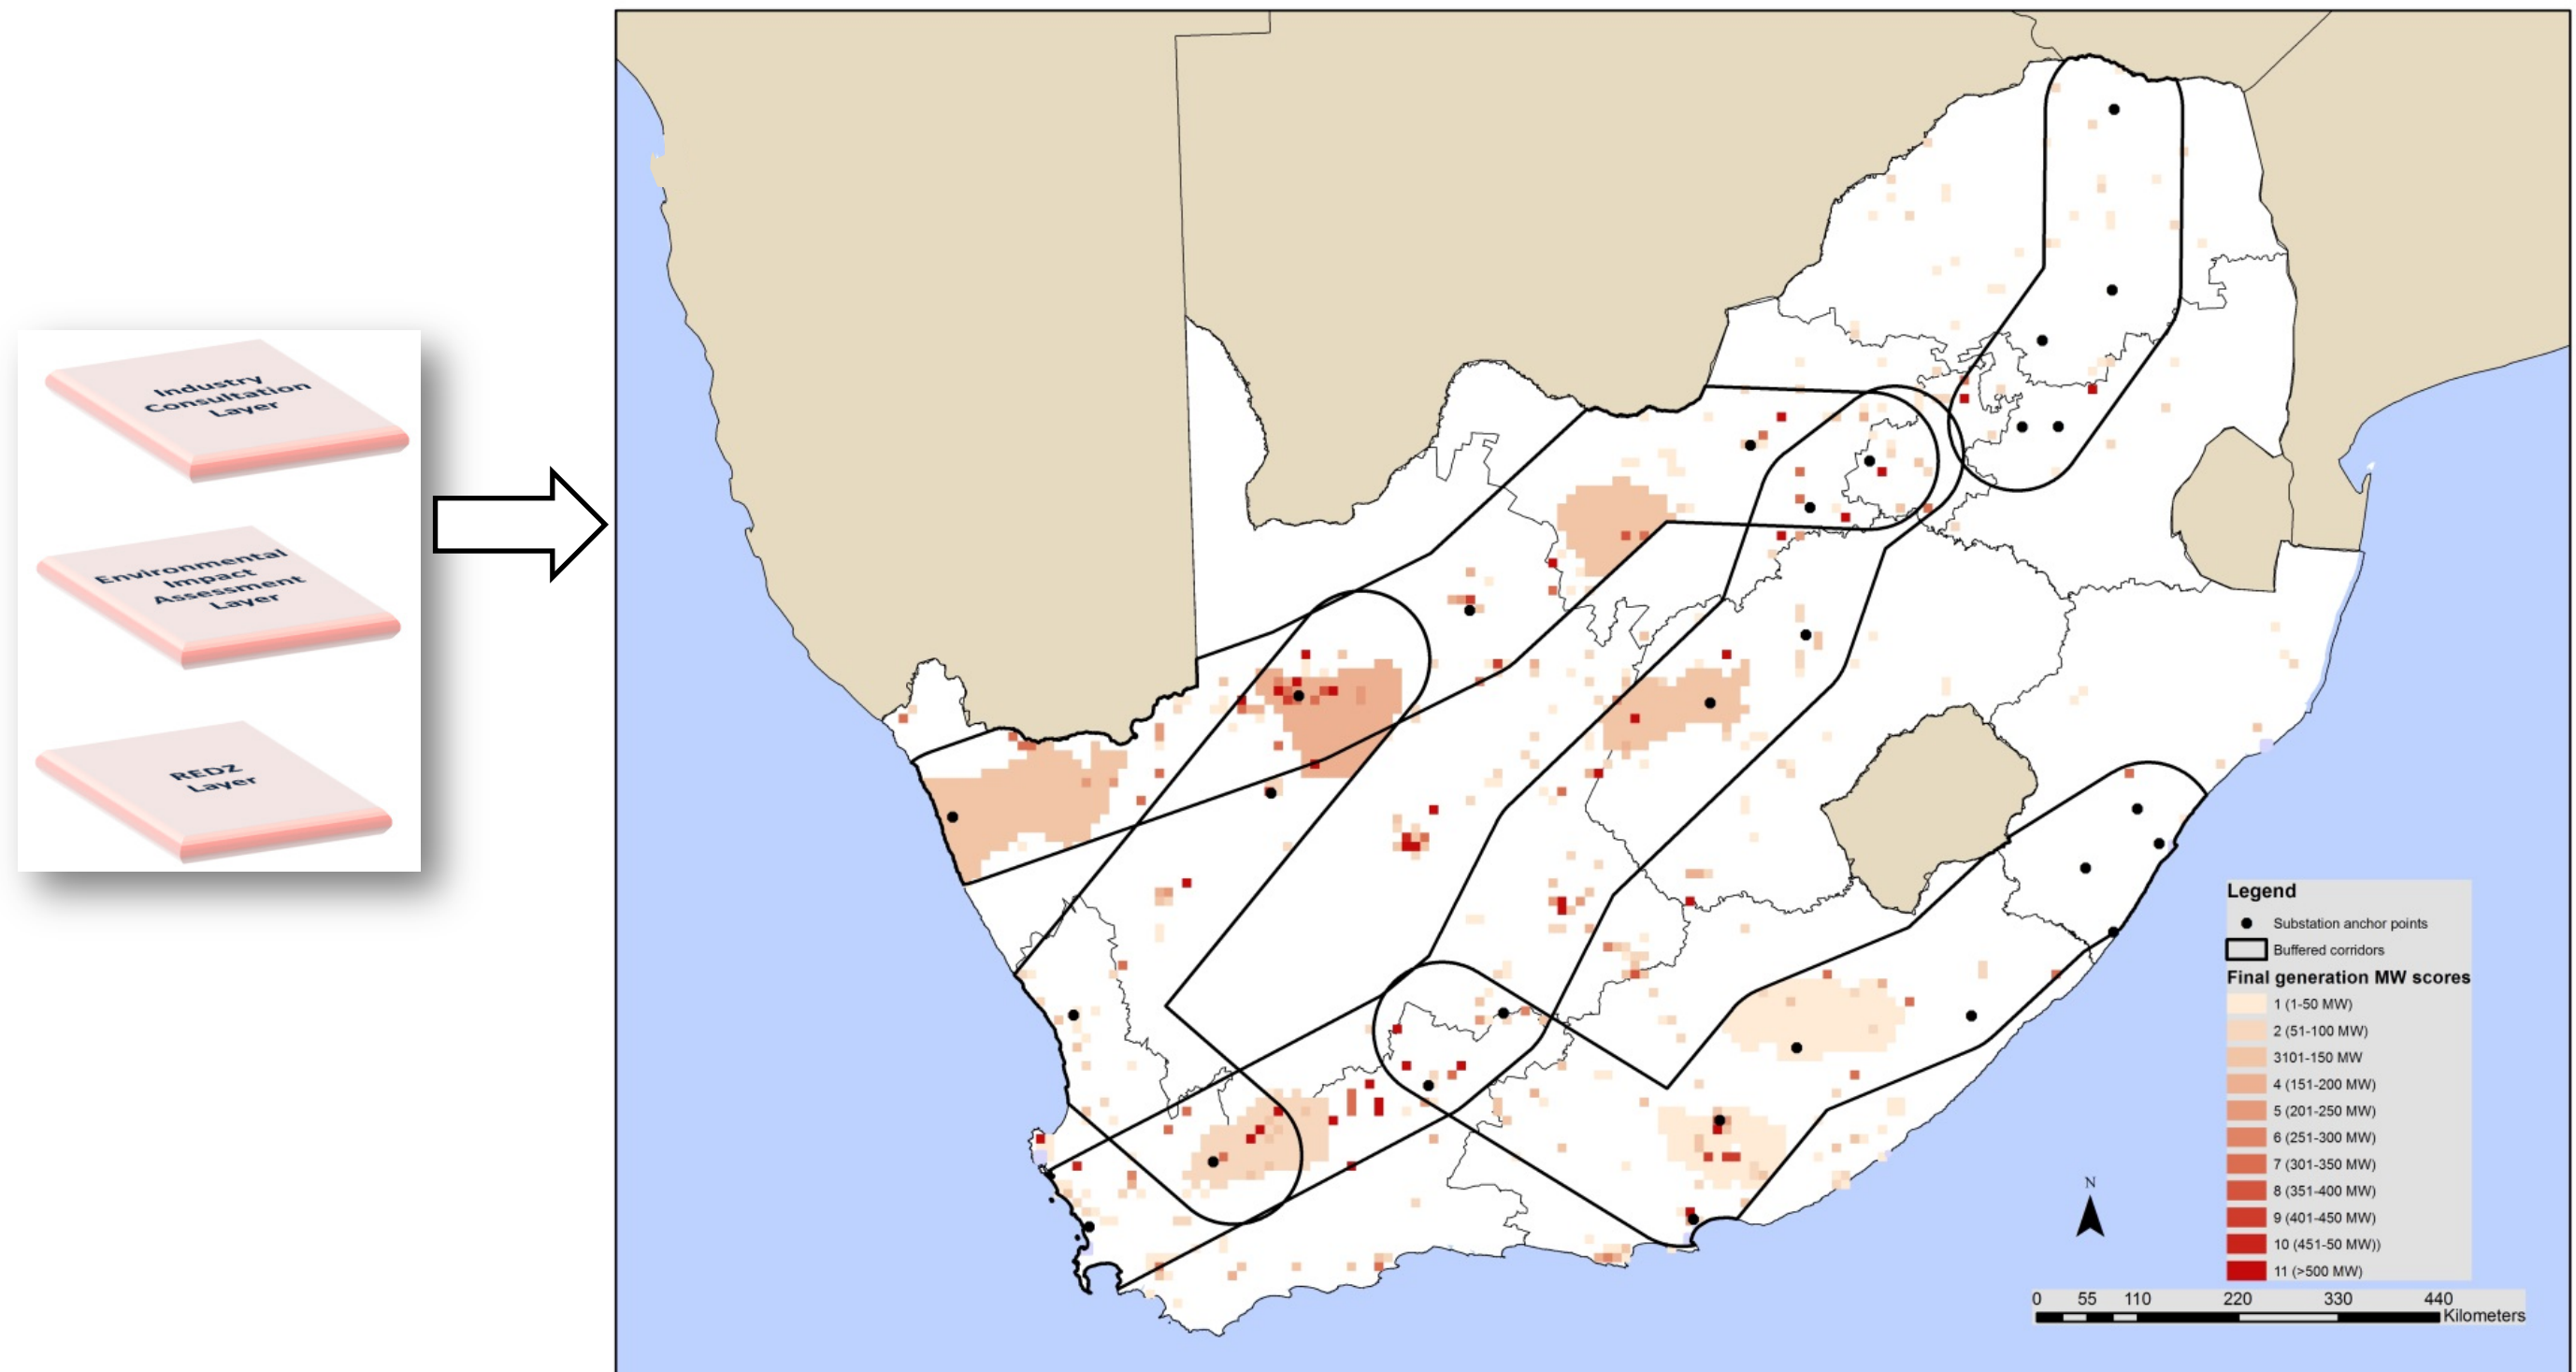 Industry
Consultation
Layer
Environmental
Impact
Assessment
Layer
REDZ
Layer
Legend
Substation anchor points
Buffered corridors
Final generation MW scores
1 (1-50 MW)
2 (51-100 MW)
3101-150 MW
4 (151-200 MW)
5 (201-250 MW)
6 (251-300 MW)
7 (301-350 MW)
8 (351-400 MW)
9 (401-450 MW)
10 (451-50 MW))
11 (>500 MW)
N
0 55 110 220 330 440
Kilometers